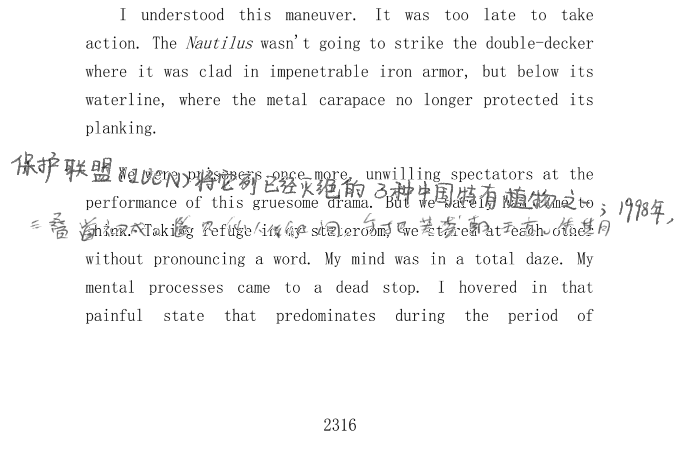 I understood this maneuver. It was too late to take
action. The Nautilus wasn't going to strike the double-decker
where it was clad in impenetrable iron armor, but below its
waterline, where the metal carapace no longer protected its
planking.
保护联盟(IUCN)将它列已经灭绝的3种中国特有植物之一；1998年，
We were prisoners once more, unwilling spectators at the
performance of this gruesome drama. But we barely had time to
think. Taking refuge in my stateroom, we stared at each other
without pronouncing a word. My mind was in a total daze. My
mental processes came to a dead stop. I hovered in that
painful state that predominates during the period of
2316